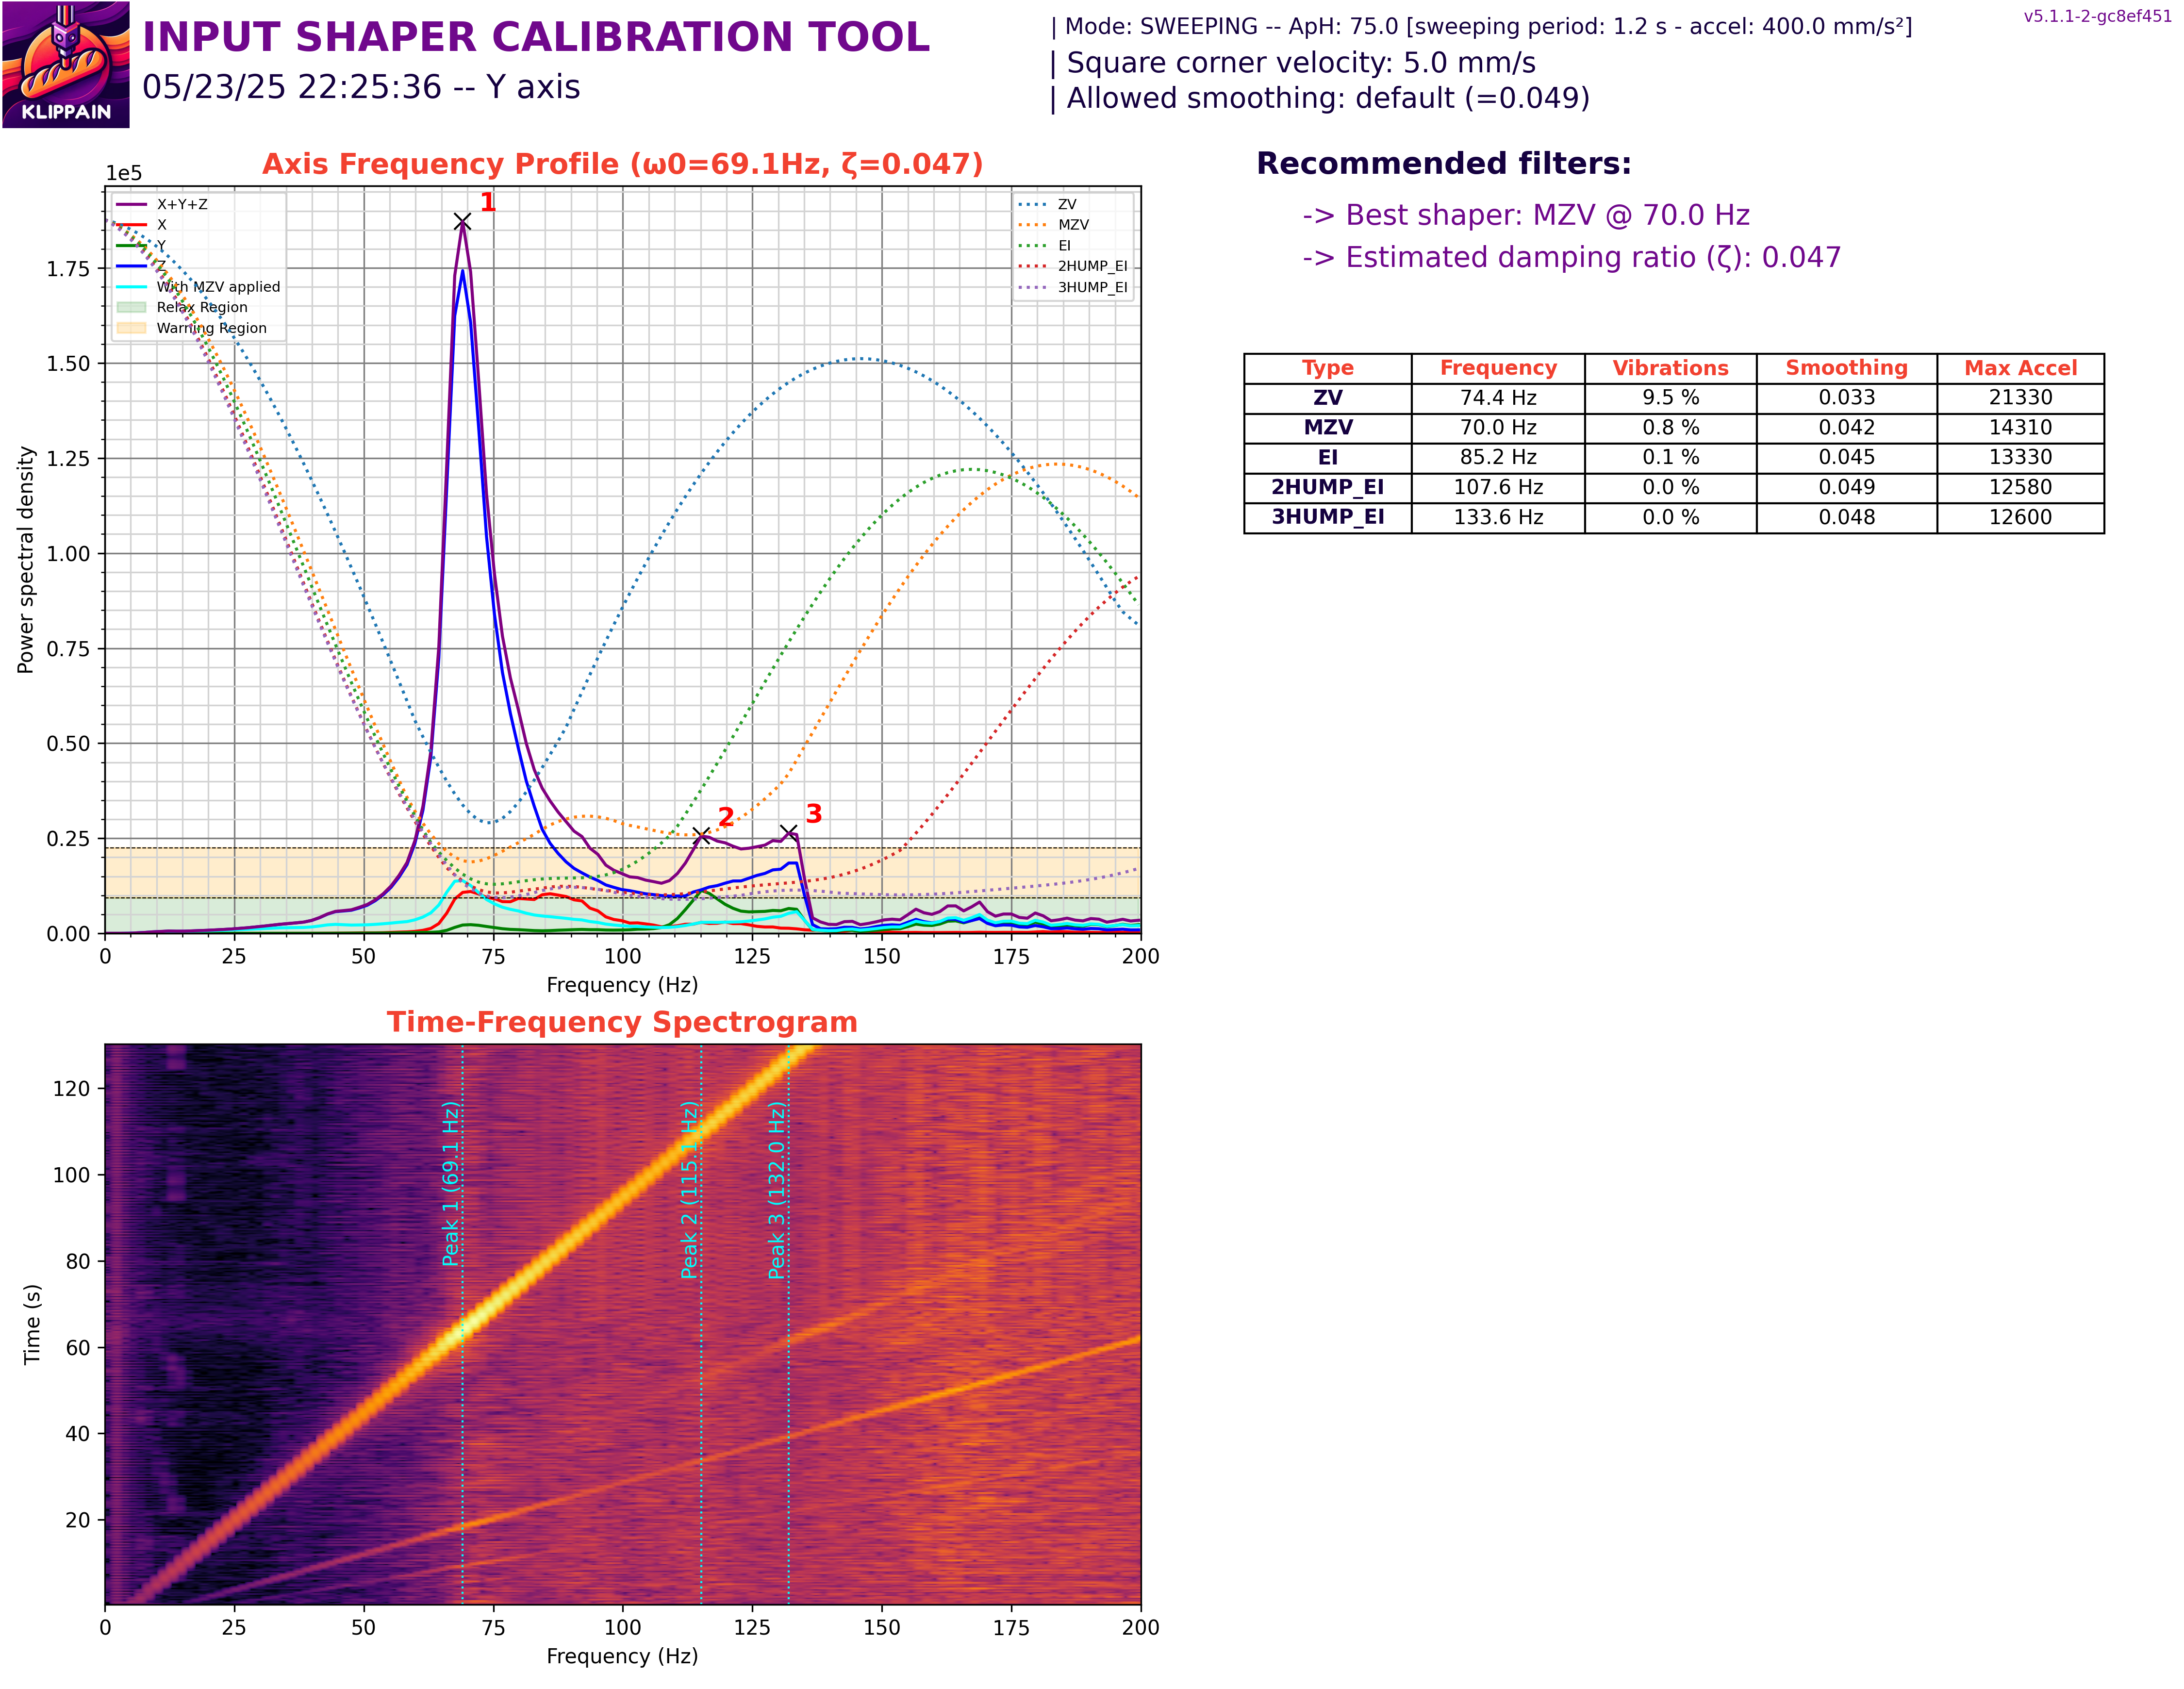 KLIPPAIN
INPUT SHAPER CALIBRATION TOOL
05/23/25 22:25:36 -- Y axis
| Mode: SWEEPING -- ApH: 75.0 [sweeping period: 1.2 s - accel: 400.0 mm/s²]
| Square corner velocity: 5.0 mm/s
| Allowed smoothing: default (=0.049)
v5.1.1-2-gc8ef451
Axis Frequency Profile (ω0=69.1Hz, ζ=0.047)
1e5
X+Y+Z
X
Y
Z
With MZV applied
Relax Region
Warning Region
ZV
MZV
EI
2HUMP_EI
3HUMP_EI
1
2
3
1.75
1.50
1.25
1.00
0.75
0.50
0.25
0.00
Power spectral density
0 25 50 75 100 125 150 175 200
Frequency (Hz)
Recommended filters:
-> Best shaper: MZV @ 70.0 Hz
-> Estimated damping ratio (ζ): 0.047
Type Frequency Vibrations Smoothing Max Accel
ZV 74.4 Hz 9.5 % 0.033 21330
MZV 70.0 Hz 0.8 % 0.042 14310
EI 85.2 Hz 0.1 % 0.045 13330
2HUMP_EI 107.6 Hz 0.0 % 0.049 12580
3HUMP_EI 133.6 Hz 0.0 % 0.048 12600
Time-Frequency Spectrogram
120
100
80
60
40
20
Time (s)
Peak 1 (69.1 Hz)
Peak 2 (115.1 Hz)
Peak 3 (132.0 Hz)
0 25 50 75 100 125 150 175 200
Frequency (Hz)